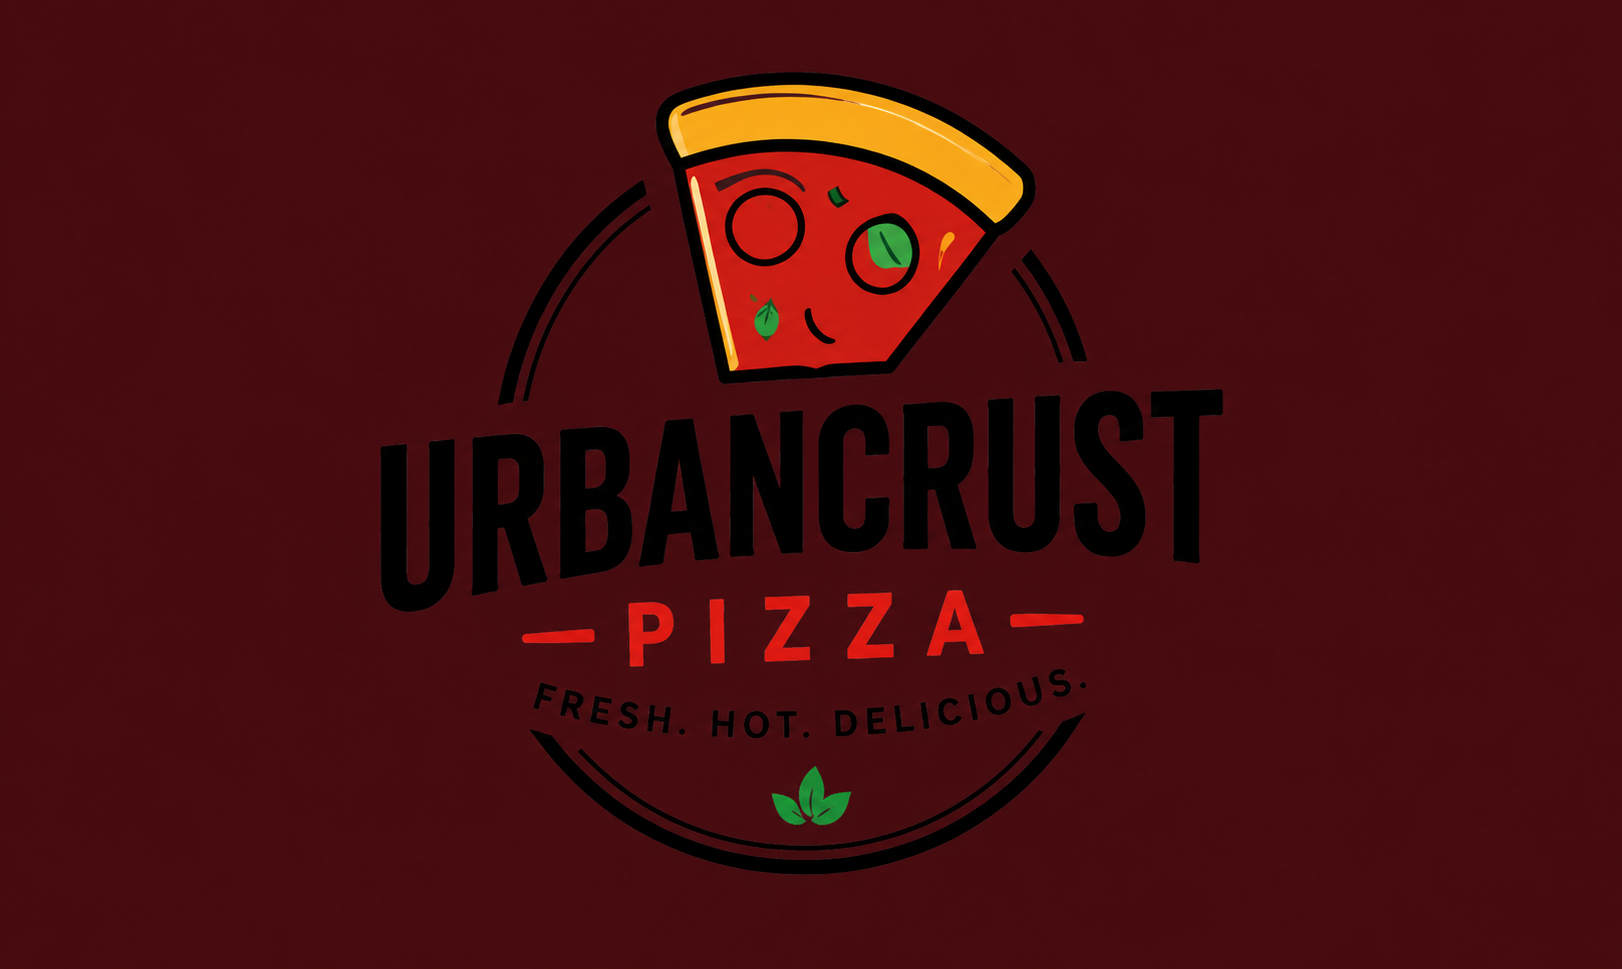 URBANCRUST
PIZZA
FRESH. HOT. DELICIOUS.